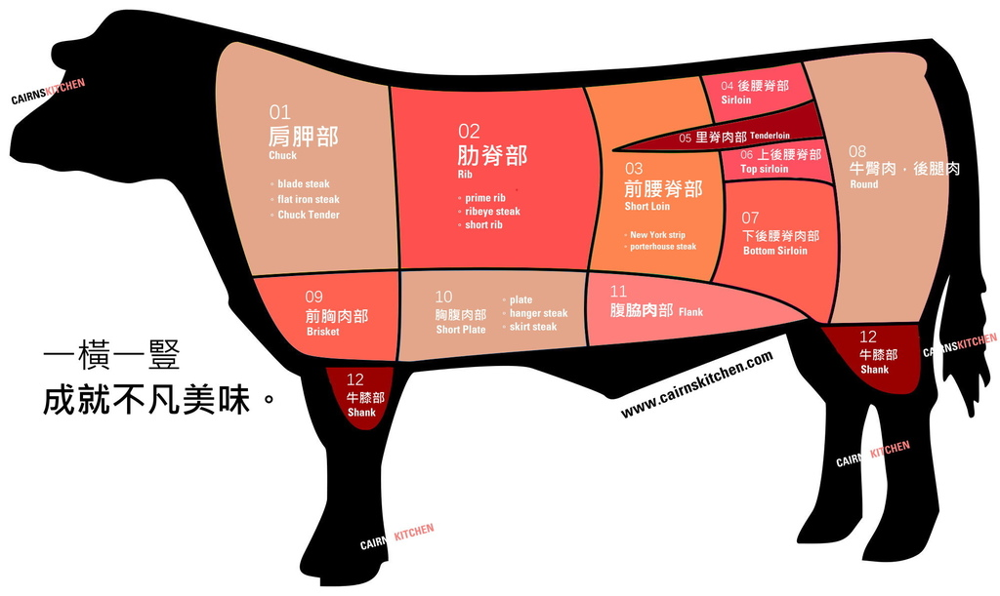 CAIRNSKITCHEN
01
肩胛部
Chuck
blade steak
flat iron steak
Chuck Tender
02
肋脊部
Rib
prime rib
ribeye steak
short rib
03
前腰脊部
Short Loin
New York strip
porterhouse steak
04 後腰脊部
Sirloin
05 里脊肉部 Tenderloin
06 上後腰脊部
Top sirloin
07
下後腰脊肉部
Bottom Sirloin
08
牛臀肉，後腿肉
Round
09
前胸肉部
Brisket
10
胸腹肉部
Short Plate
plate
hanger steak
skirt steak
11
腹脇肉部 Flank
12
牛膝部
Shank
12
牛膝部
Shank
一橫一豎
成就不凡美味。
www.cairnskitchen.com
CAIRNSKITCHEN
CAIRNKITCHEN
CAIRNKITCHEN